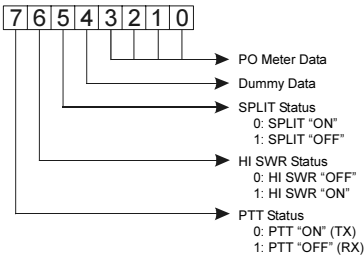 7 6 5 4 3 2 1 0
PO Meter Data
Dummy Data
SPLIT Status
0: SPLIT “ON”
1: SPLIT “OFF”
HI SWR Status
0: HI SWR “OFF”
1: HI SWR “ON”
PTT Status
0: PTT “ON” (TX)
1: PTT “OFF” (RX)